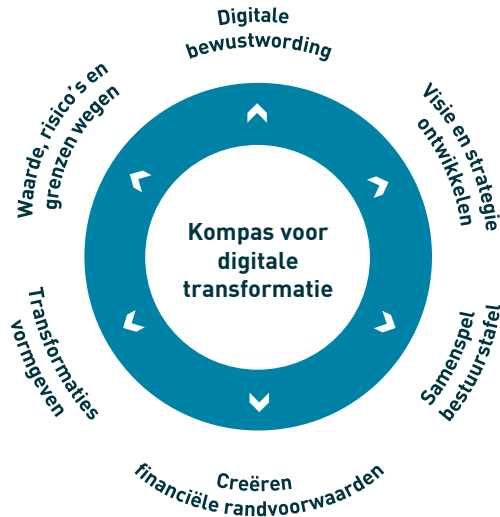 Digitale
bewustwording
Visie en strategie
ontwikkelen
Samenspel
bestuurstafel
Creëren
financiële randvoorwaarden
Transformaties
vormgeven
Waarde, risico's en
grenzen wegen
Kompas voor
digitale
transformatie